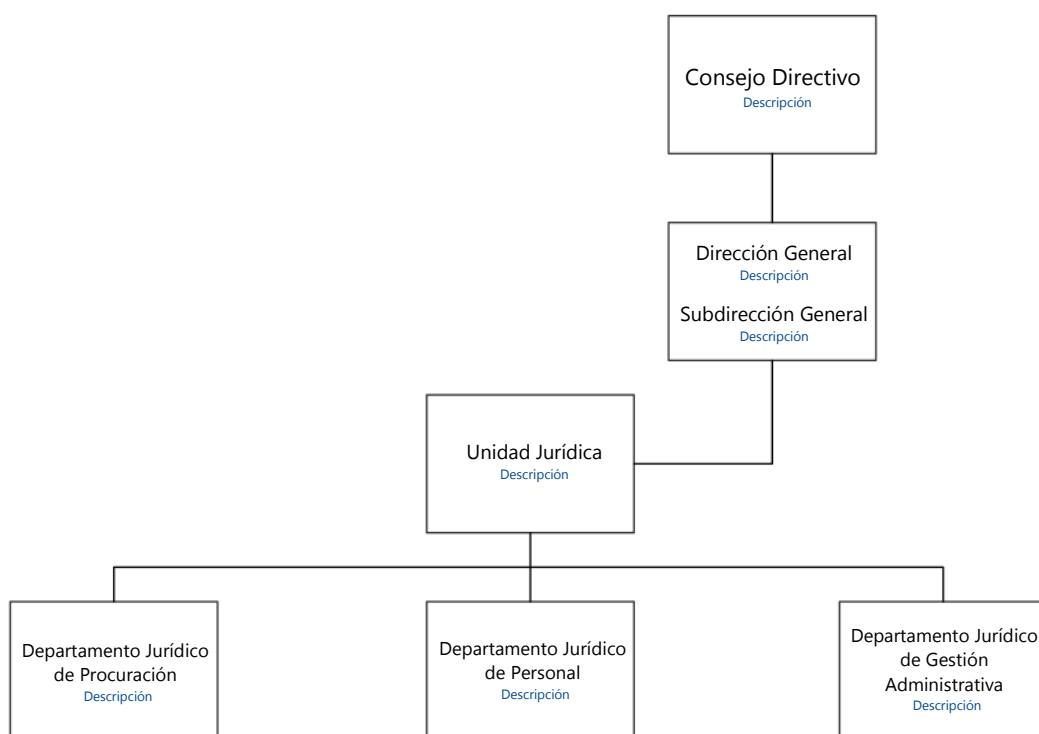 Consejo Directivo
Descripción
Dirección General
Descripción
Subdirección General
Descripción
Unidad Jurídica
Descripción
Departamento Jurídico
de Procuración
Descripción
Departamento Jurídico
de Personal
Descripción
Departamento Jurídico
de Gestión
Administrativa
Descripción